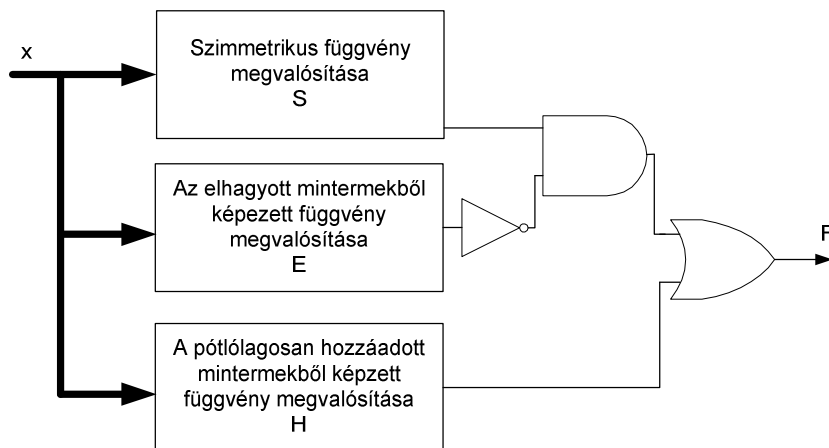 x
Szimmetrikus függvény
megvalósítása
S
Az elhagyott mintermekből
képezett függvény
megvalósítása
E
A pótlólagosan hozzáadott
mintermekből képzett
függvény megvalósítása
H
F